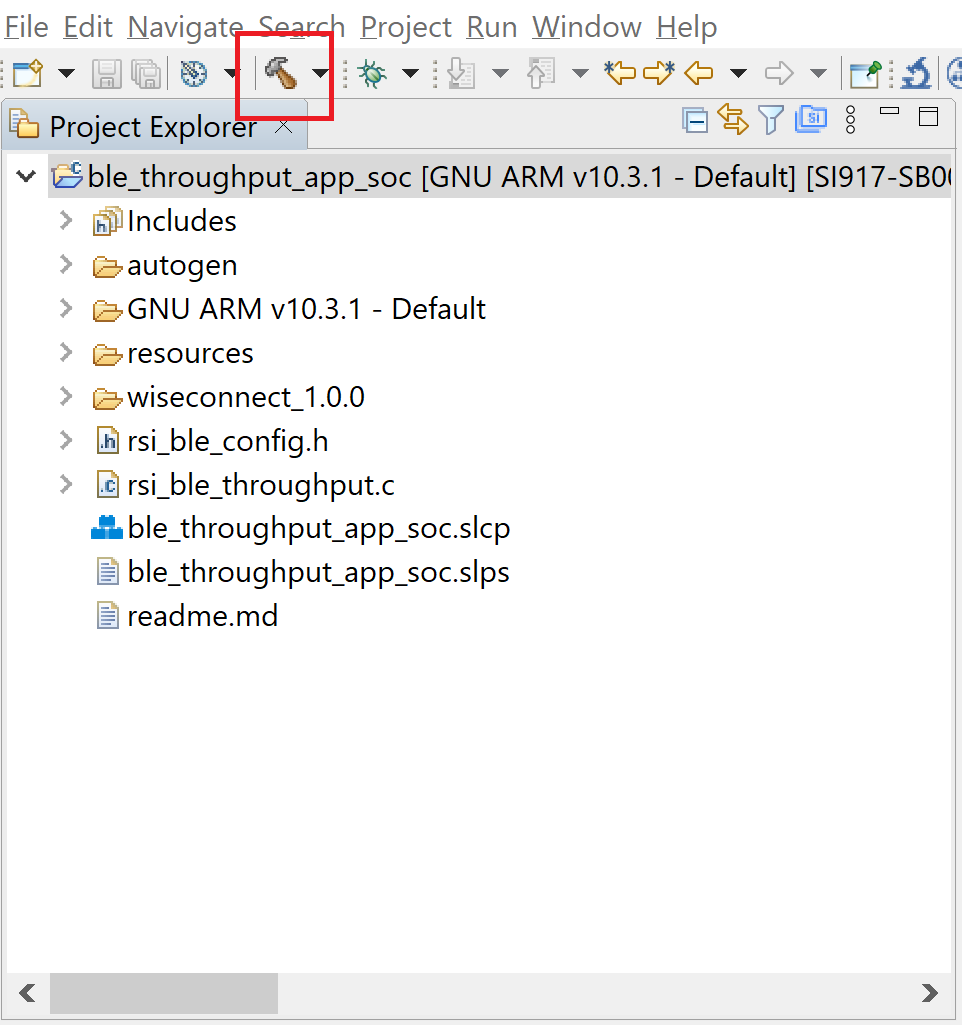 File Edit Navigate Search Project Run Window Help
Project Explorer
ble_throughput_app_soc [GNU ARM v10.3.1 - Default] [SI917-SB00
Includes
autogen
GNU ARM v10.3.1 - Default
resources
wiseconnect_1.0.0
rsi_ble_config.h
rsi_ble_throughput.c
ble_throughput_app_soc.slcp
ble_throughput_app_soc.slps
readme.md